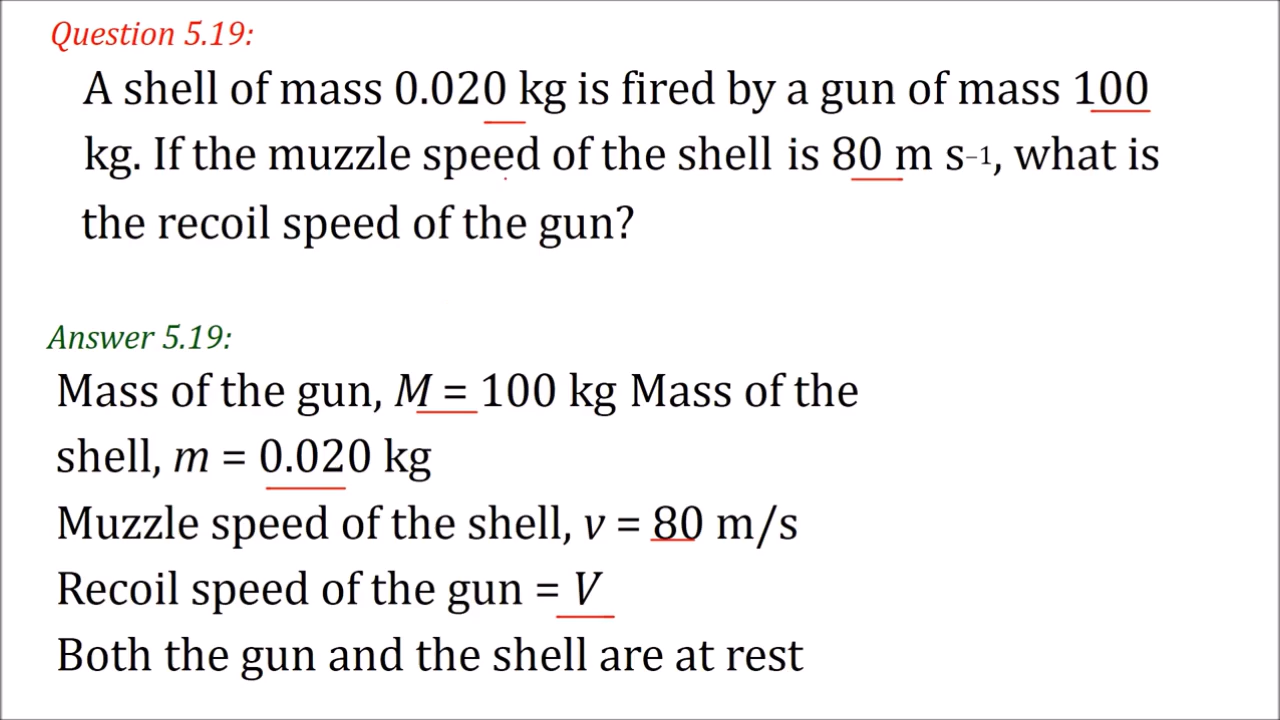 Question 5.19:
A shell of mass 0.020 kg is fired by a gun of mass 100
kg. If the muzzle speed of the shell is 80 m s–1, what is
the recoil speed of the gun?
Answer 5.19:
Mass of the gun, M = 100 kg Mass of the
shell, m = 0.020 kg
Muzzle speed of the shell, v = 80 m/s
Recoil speed of the gun = V
Both the gun and the shell are at rest